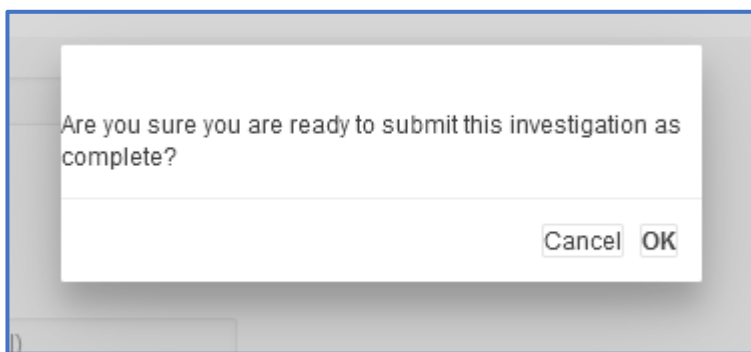 Are you sure you are ready to submit this investigation as
complete?
Cancel OK